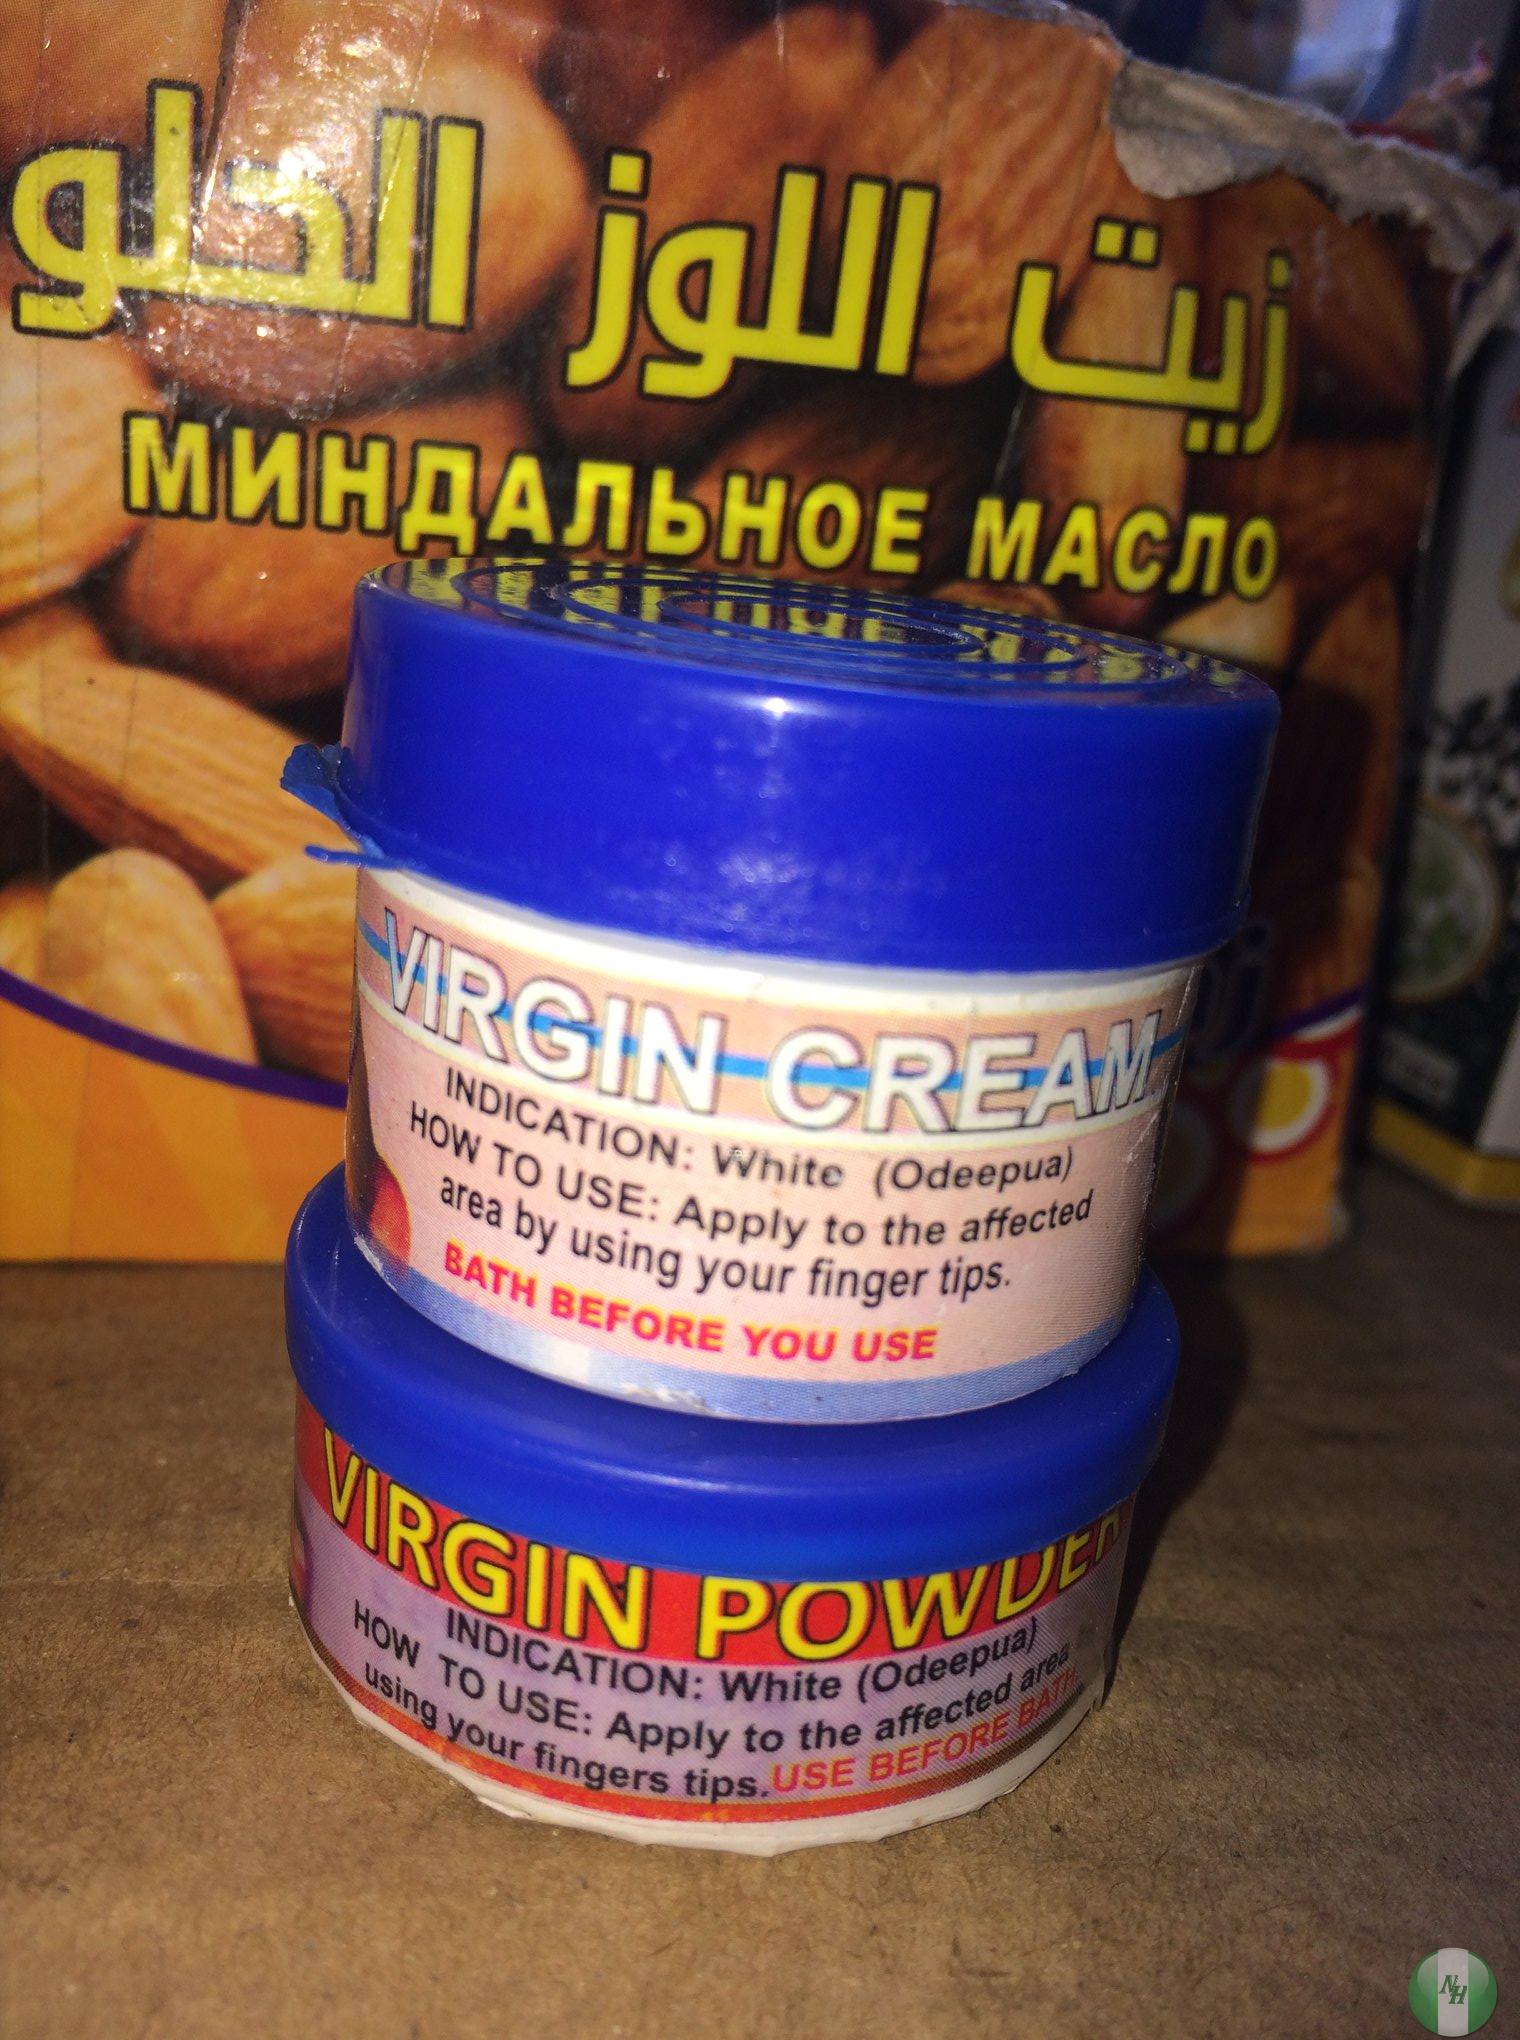 زيت اللوز الحلو
МИНДАЛЬНОЕ МАСЛО
VIRGIN CREAM
INDICATION: White (Odeepua)
HOW TO USE: Apply to the affected
area by using your finger tips.
BATH BEFORE YOU USE
VIRGIN POWDER
INDICATION: White (Odeepua)
HOW TO USE: Apply to the affected area
using your fingers tips. USE BEFORE BATH
NH